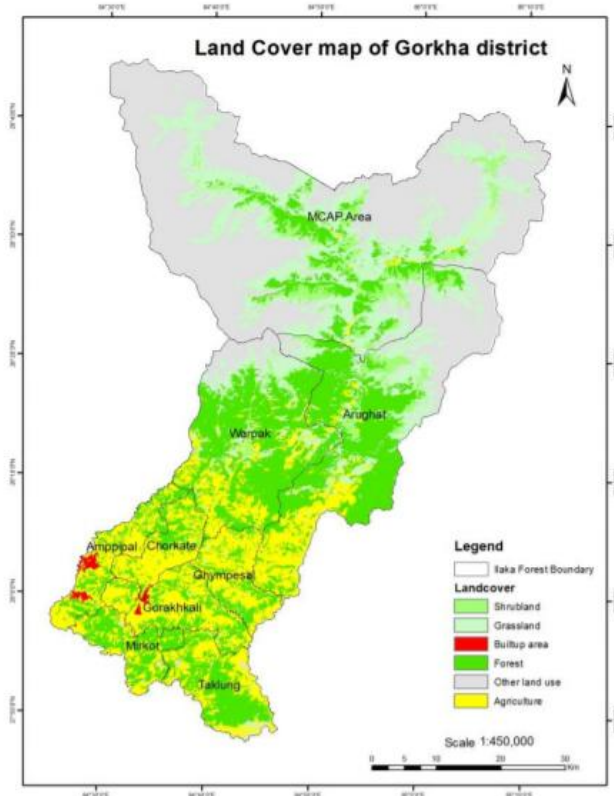 Land Cover map of Gorkha district
N
MCAP Area
Arughat
Warpak
Amppipal
Chorkate
Ghympesal
Gorakhkali
Mirkot
Taklung
Legend
Ilaka Forest Boundary
Landcover
Shrubland
Grassland
Builtup area
Forest
Other land use
Agriculture
Scale 1:450,000
0 5 10 20 30
Km